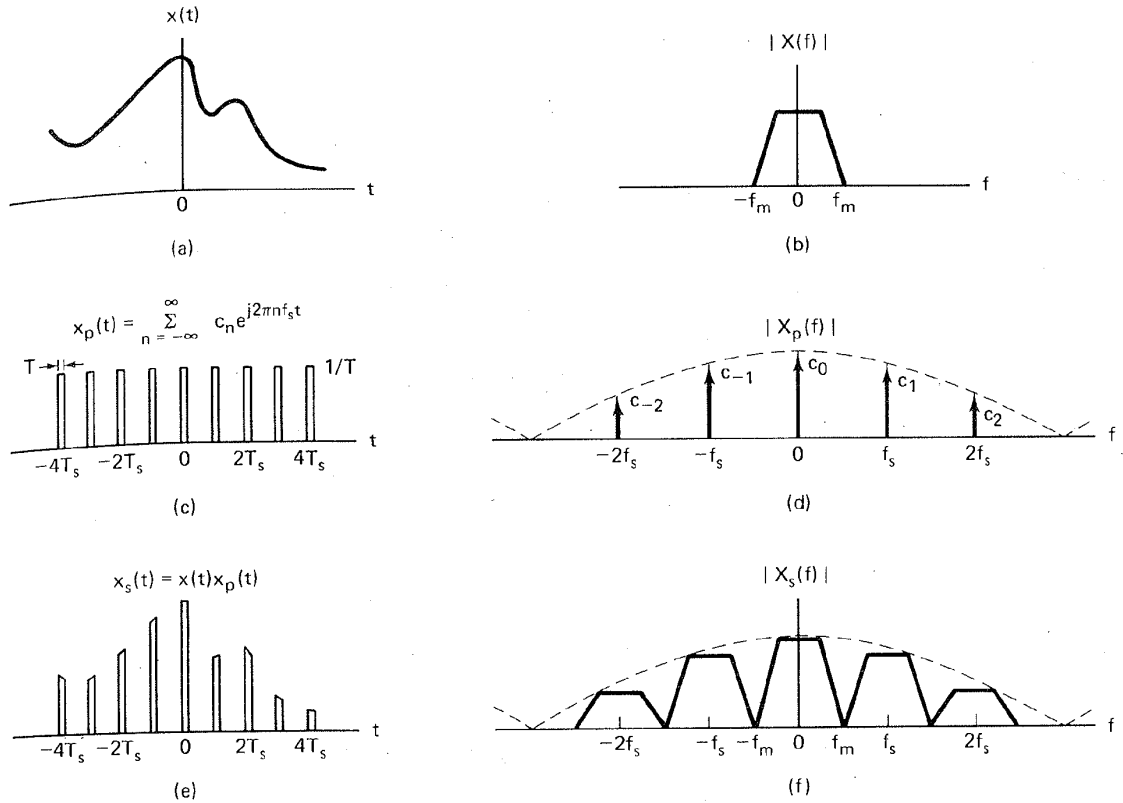 x(t)
t
0
(a)
| X(f) |
f
−f_m 0 f_m
(b)
x_p(t) = ∑_{n = −∞}^{∞} c_n e^{j2πnf_s t}
T
1/T
t
−4T_s −2T_s 0 2T_s 4T_s
(c)
| X_p(f) |
c_−2 c_−1 c_0 c_1 c_2
f
−2f_s −f_s 0 f_s 2f_s
(d)
x_s(t) = x(t)x_p(t)
t
−4T_s −2T_s 0 2T_s 4T_s
(e)
| X_s(f) |
f
−2f_s −f_s −f_m 0 f_m f_s 2f_s
(f)